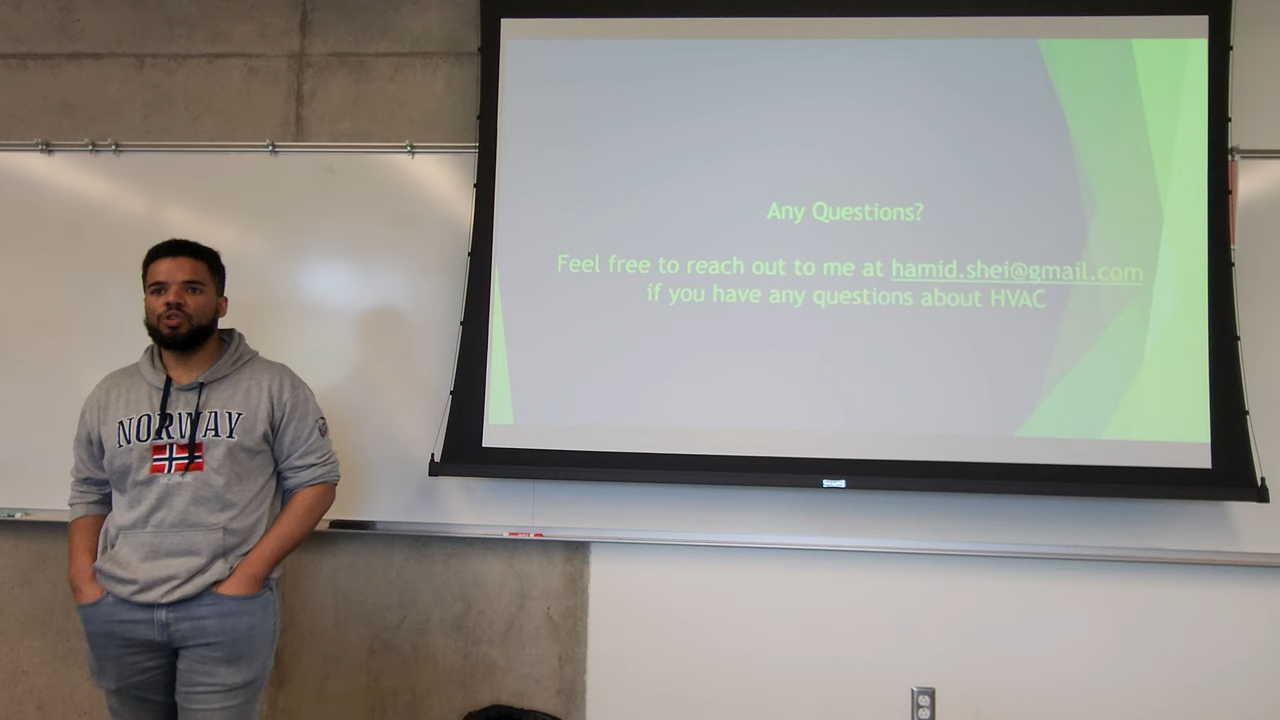 Any Questions?
Feel free to reach out to me at hamid.shei@gmail.com
if you have any questions about HVAC
NORWAY